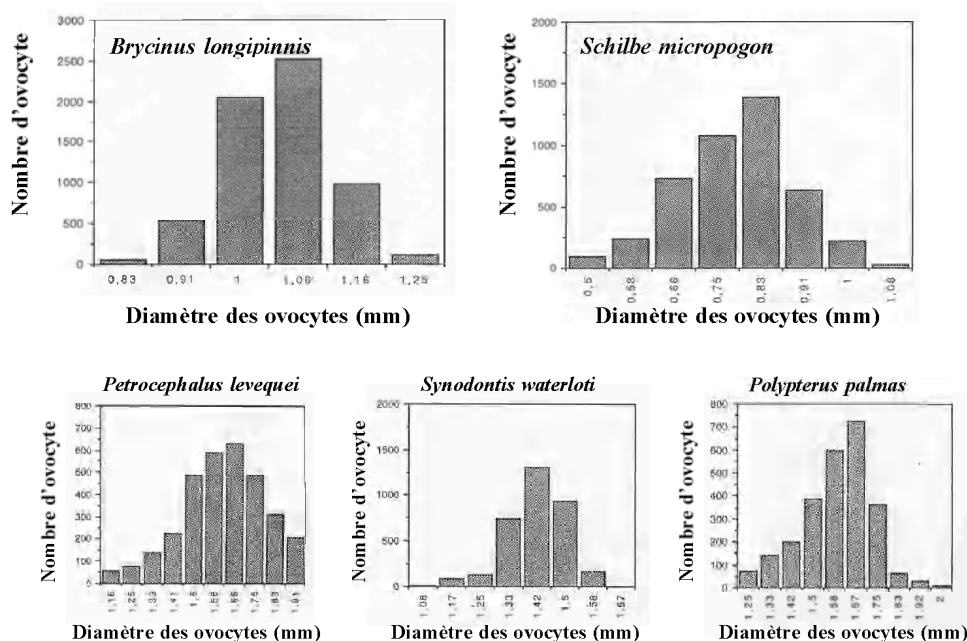 Brycinus longipinnis
Nombre d'ovocyte
3000
2500
2000
1500
1000
500
0
0,83 0,91 1 1,08 1,16 1,25
Diamètre des ovocytes (mm)
Schilbe micropogon
Nombre d'ovocyte
2000
1500
1000
500
0
0,5 0,58 0,66 0,75 0,83 0,91 1 1,08
Diamètre des ovocytes (mm)
Petrocephalus levequei
Nombre d'ovocyte
800
700
600
500
400
300
200
100
0
1,16 1,25 1,33 1,41 1,5 1,58 1,66 1,75 1,83 1,91
Diamètre des ovocytes (mm)
Synodontis waterloti
Nombre d'ovocyte
2000
1500
1000
500
0
1,08 1,17 1,25 1,33 1,42 1,5 1,58 1,67
Diamètre des ovocytes (mm)
Polypterus palmas
Nombre d'ovocyte
800
700
600
500
400
300
200
100
0
1,25 1,33 1,42 1,5 1,58 1,67 1,75 1,83 1,92 2
Diamètre des ovocytes (mm)